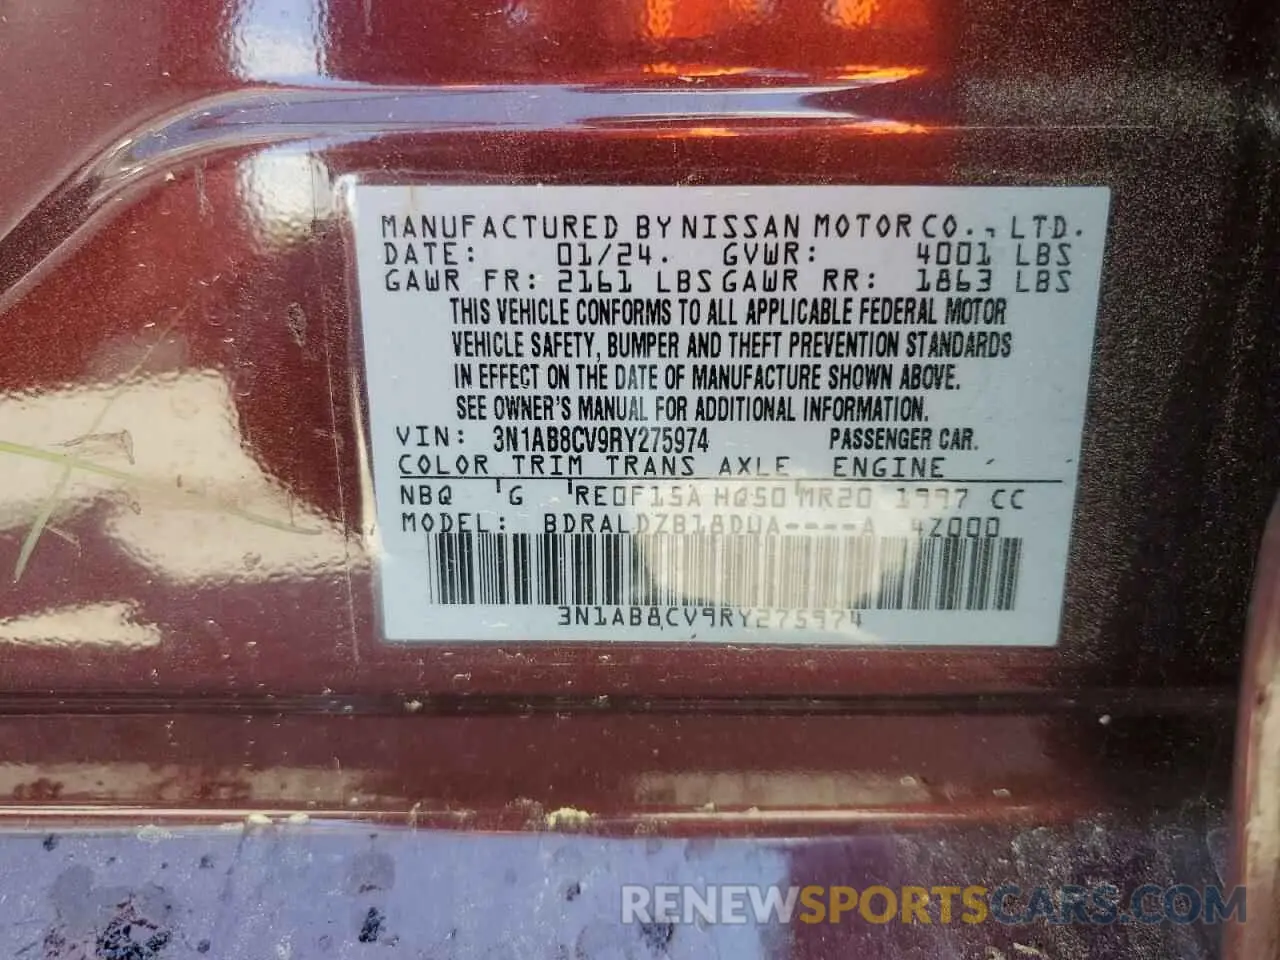 MANUFACTURED BY NISSAN MOTOR CO., LTD.
DATE: 01/24. GVWR: 4001 LBS
GAWR FR: 2161 LBS GAWR RR: 1863 LBS
THIS VEHICLE CONFORMS TO ALL APPLICABLE FEDERAL MOTOR
VEHICLE SAFETY, BUMPER AND THEFT PREVENTION STANDARDS
IN EFFECT ON THE DATE OF MANUFACTURE SHOWN ABOVE.
SEE OWNER'S MANUAL FOR ADDITIONAL INFORMATION.
VIN: 3N1AB8CV9RY275974 PASSENGER CAR.
COLOR TRIM TRANS AXLE ENGINE
NBQ G RE0F15A HQ50 MR20 1997 CC
MODEL: BDRALDZB18DUA----A 4Z000
3N1AB8CV9RY275974
RENEWSPORTSCARS.COM